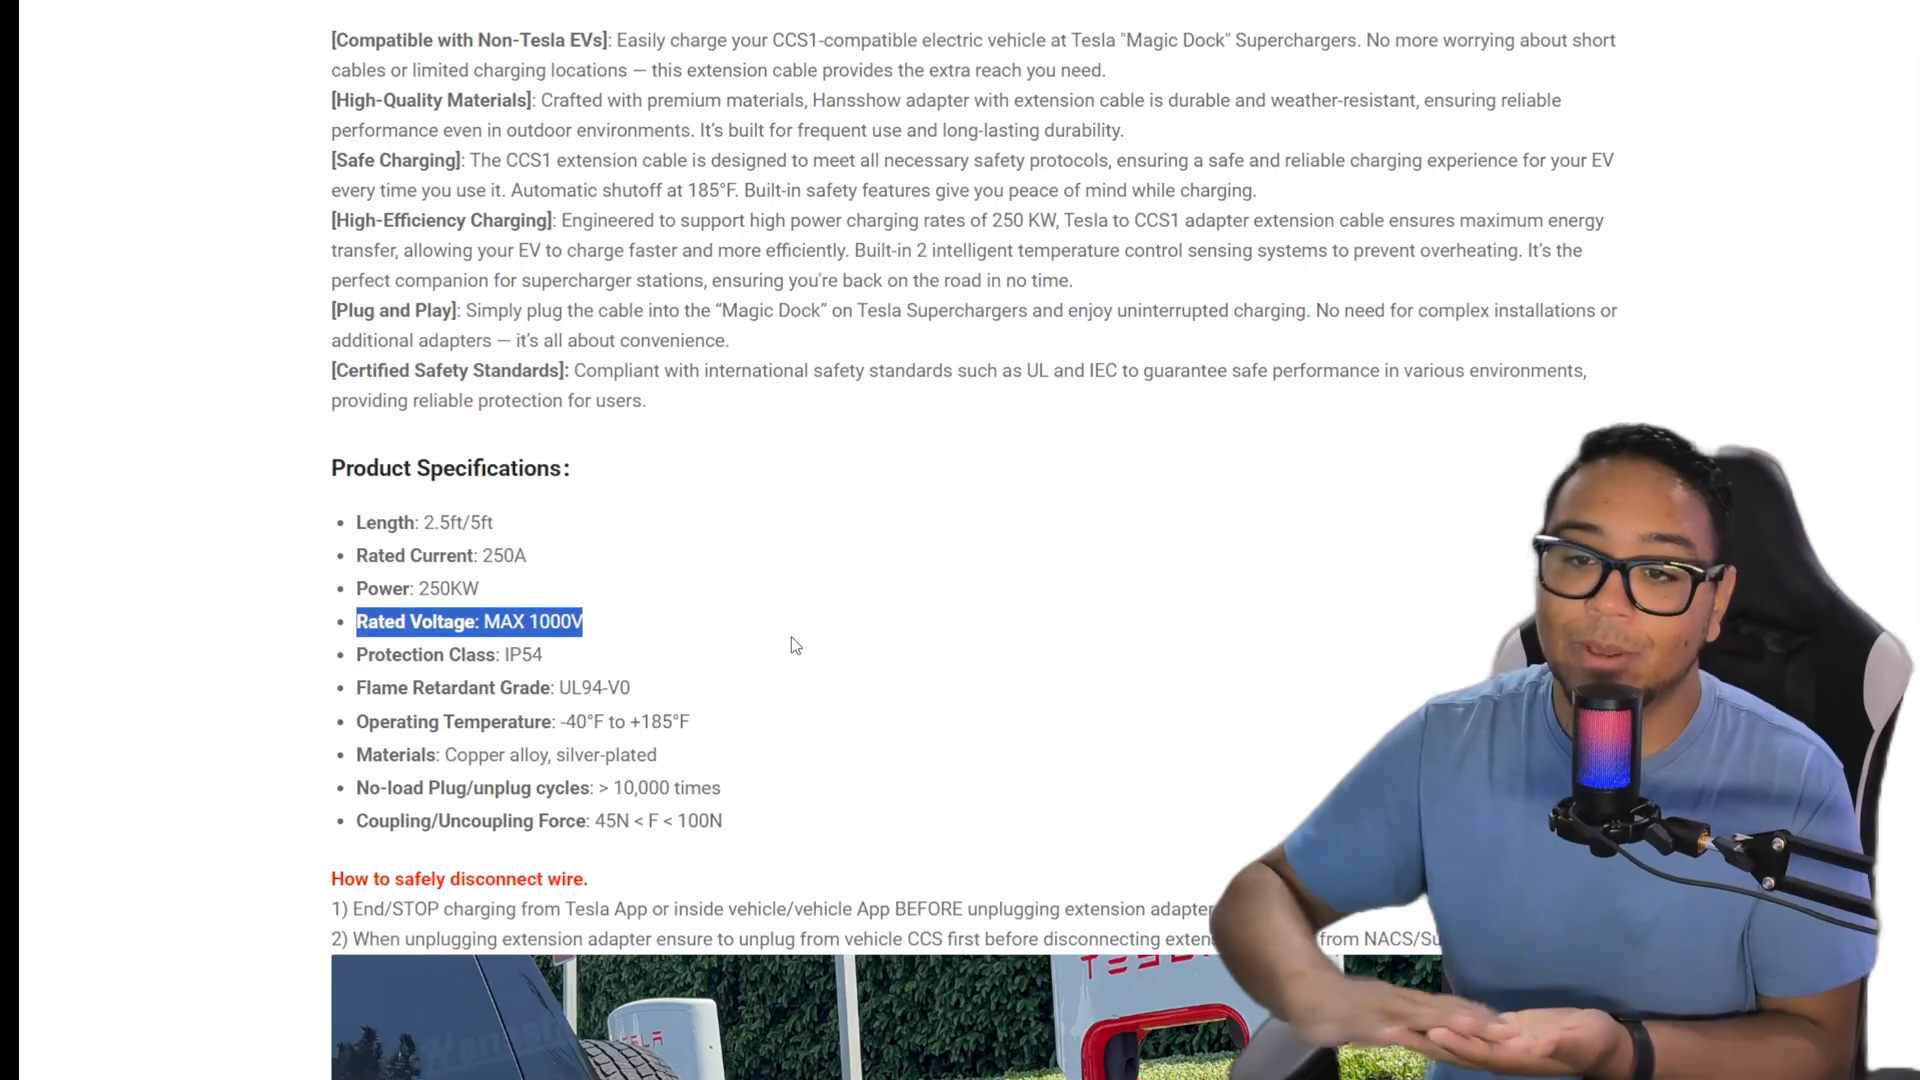 [Compatible with Non-Tesla EVs]: Easily charge your CCS1-compatible electric vehicle at Tesla "Magic Dock" Superchargers. No more worrying about short
cables or limited charging locations — this extension cable provides the extra reach you need.
[High-Quality Materials]: Crafted with premium materials, Hansshow adapter with extension cable is durable and weather-resistant, ensuring reliable
performance even in outdoor environments. It’s built for frequent use and long-lasting durability.
[Safe Charging]: The CCS1 extension cable is designed to meet all necessary safety protocols, ensuring a safe and reliable charging experience for your EV
every time you use it. Automatic shutoff at 185°F. Built-in safety features give you peace of mind while charging.
[High-Efficiency Charging]: Engineered to support high power charging rates of 250 KW, Tesla to CCS1 adapter extension cable ensures maximum energy
transfer, allowing your EV to charge faster and more efficiently. Built-in 2 intelligent temperature control sensing systems to prevent overheating. It’s the
perfect companion for supercharger stations, ensuring you're back on the road in no time.
[Plug and Play]: Simply plug the cable into the “Magic Dock” on Tesla Superchargers and enjoy uninterrupted charging. No need for complex installations or
additional adapters — it’s all about convenience.
[Certified Safety Standards]: Compliant with international safety standards such as UL and IEC to guarantee safe performance in various environments,
providing reliable protection for users.
Product Specifications:
• Length: 2.5ft/5ft
• Rated Current: 250A
• Power: 250KW
• Rated Voltage: MAX 1000V
• Protection Class: IP54
• Flame Retardant Grade: UL94-V0
• Operating Temperature: -40°F to +185°F
• Materials: Copper alloy, silver-plated
• No-load Plug/unplug cycles: > 10,000 times
• Coupling/Uncoupling Force: 45N < F < 100N
How to safely disconnect wire.
1) End/STOP charging from Tesla App or inside vehicle/vehicle App BEFORE unplugging extension adapter
2) When unplugging extension adapter ensure to unplug from vehicle CCS first before disconnecting from NACS/
TESLA
TESLA